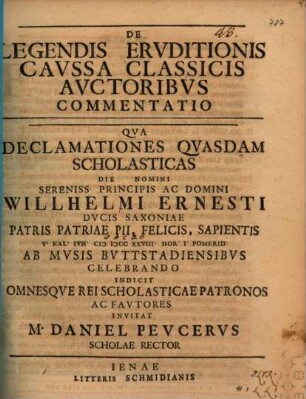 DE
LEGENDIS ERVDITIONIS
CAVSSA CLASSICIS
AVCTORIBVS
COMMENTATIO
QVA
DECLAMATIONES QVASDAM
SCHOLASTICAS
DIE NOMINI
SERENISS PRINCIPIS AC DOMINI
WILLHELMI ERNESTI
DVCIS SAXONIAE
PATRIS PATRIAE PII, FELICIS, SAPIENTIS
AB MVSIS BVTTSTADIENSIBVS
CELEBRANDO
INDICIT
OMNESQVE REI SCHOLASTICAE PATRONOS
AC FAVTORES
INVITAT
M. DANIEL PEVCERVS
SCHOLAE RECTOR
IENAE
LITTERIS SCHMIDIANIS